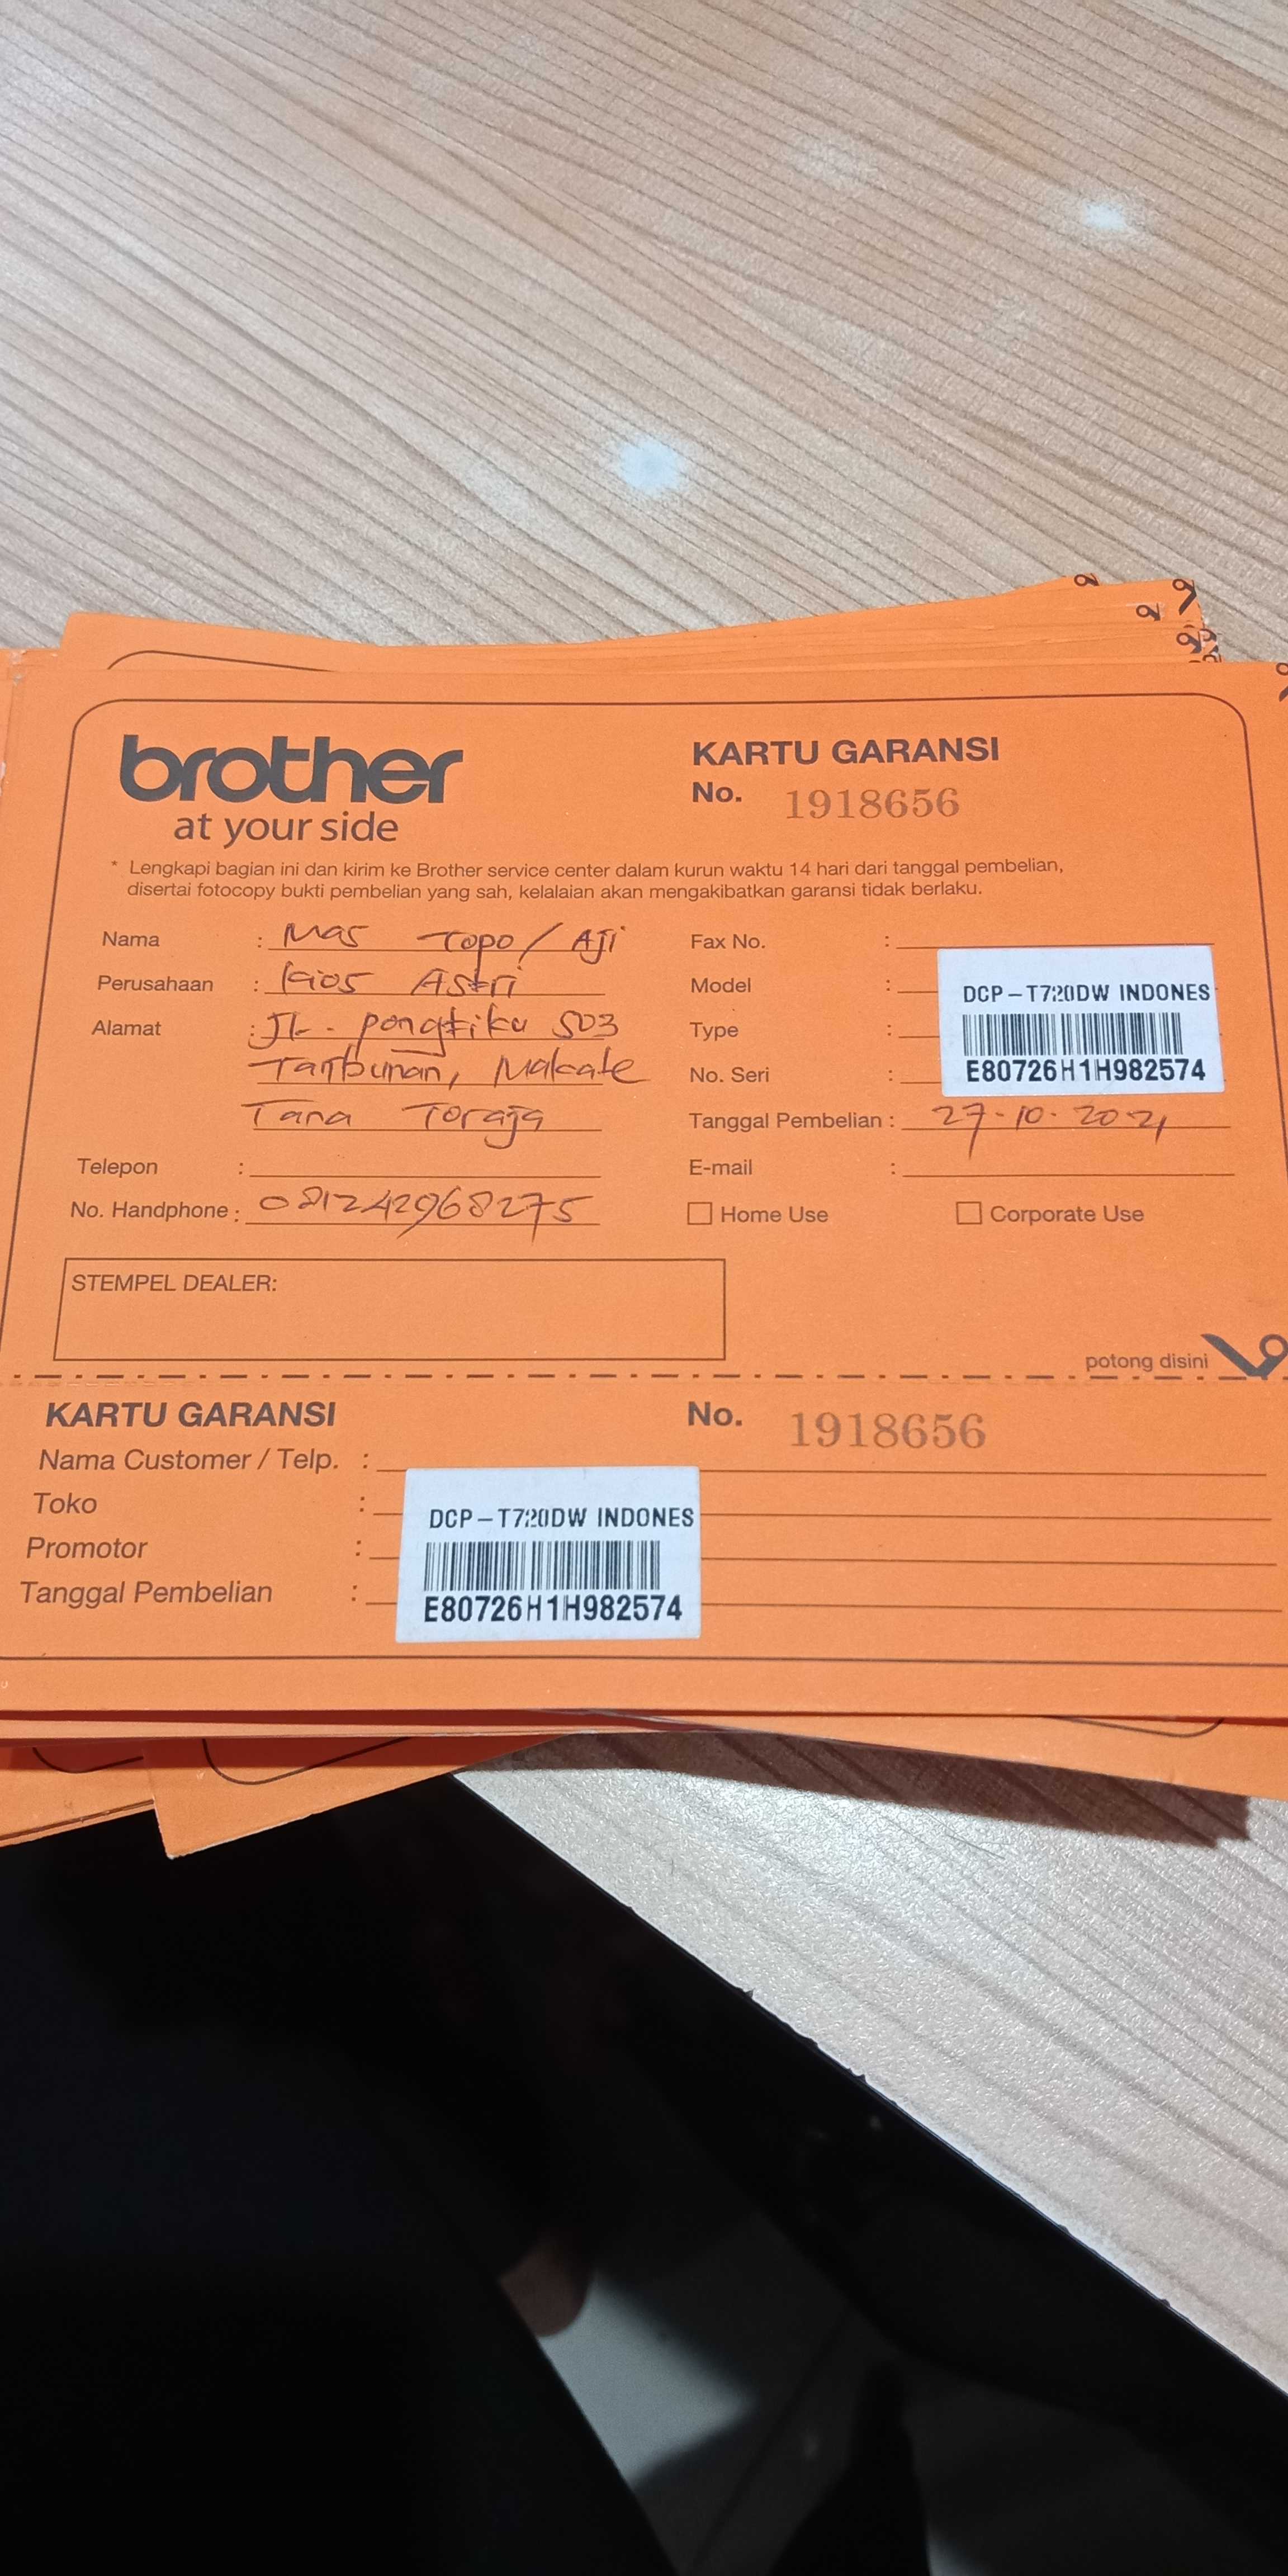 brother
at your side
KARTU GARANSI
No. 1918656
* Lengkapi bagian ini dan kirim ke Brother service center dalam kurun waktu 14 hari dari tanggal pembelian,
disertai fotocopy bukti pembelian yang sah, kelalaian akan mengakibatkan garansi tidak berlaku.
Nama : Mas Topo / Aji
Perusahaan : Kios Astri
Alamat : JL. pongtiku 503
Tambunan, Makale
Tana Toraja
Telepon :
No. Handphone : 081242968275
Fax No. :
Model :
Type :
No. Seri :
DCP-T720DW INDONES
E80726H1H982574
Tanggal Pembelian : 27-10-2021
E-mail :
Home Use
Corporate Use
STEMPEL DEALER:
potong disini
KARTU GARANSI
No. 1918656
Nama Customer / Telp. :
Toko :
Promotor :
Tanggal Pembelian :
DCP-T720DW INDONES
E80726H1H982574